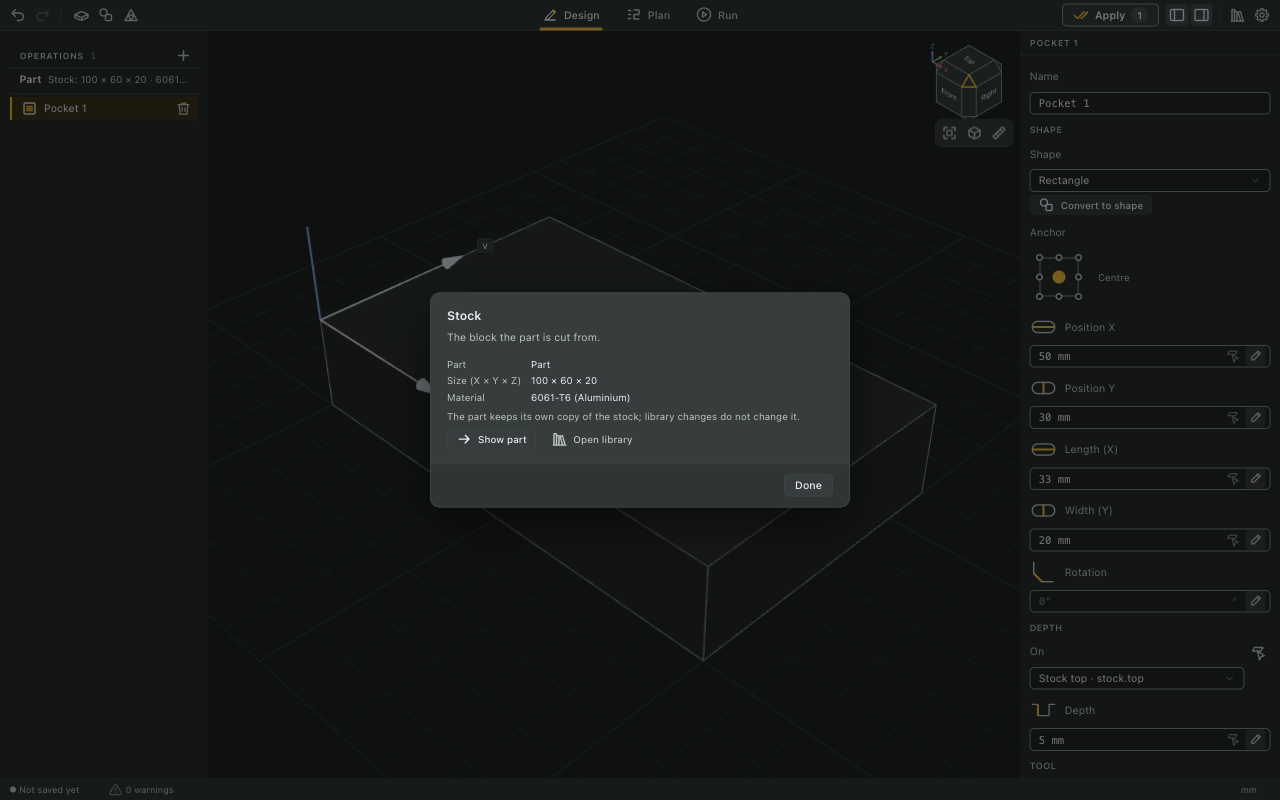 Design
Plan
Run
Apply 1
OPERATIONS 1
Part Stock: 100 × 60 × 20 · 6061...
Pocket 1
Z
Y
X
Top
Front
Right
v
Stock
The block the part is cut from.
Part Part
Size (X × Y × Z) 100 × 60 × 20
Material 6061-T6 (Aluminium)
The part keeps its own copy of the stock; library changes do not change it.
Show part
Open library
Done
POCKET 1
Name
Pocket 1
SHAPE
Shape
Rectangle
Convert to shape
Anchor
Centre
Position X
50 mm
Position Y
30 mm
Length (X)
33 mm
Width (Y)
20 mm
Rotation
0° °
DEPTH
On
Stock top · stock.top
Depth
5 mm
TOOL
Not saved yet
0 warnings
mm